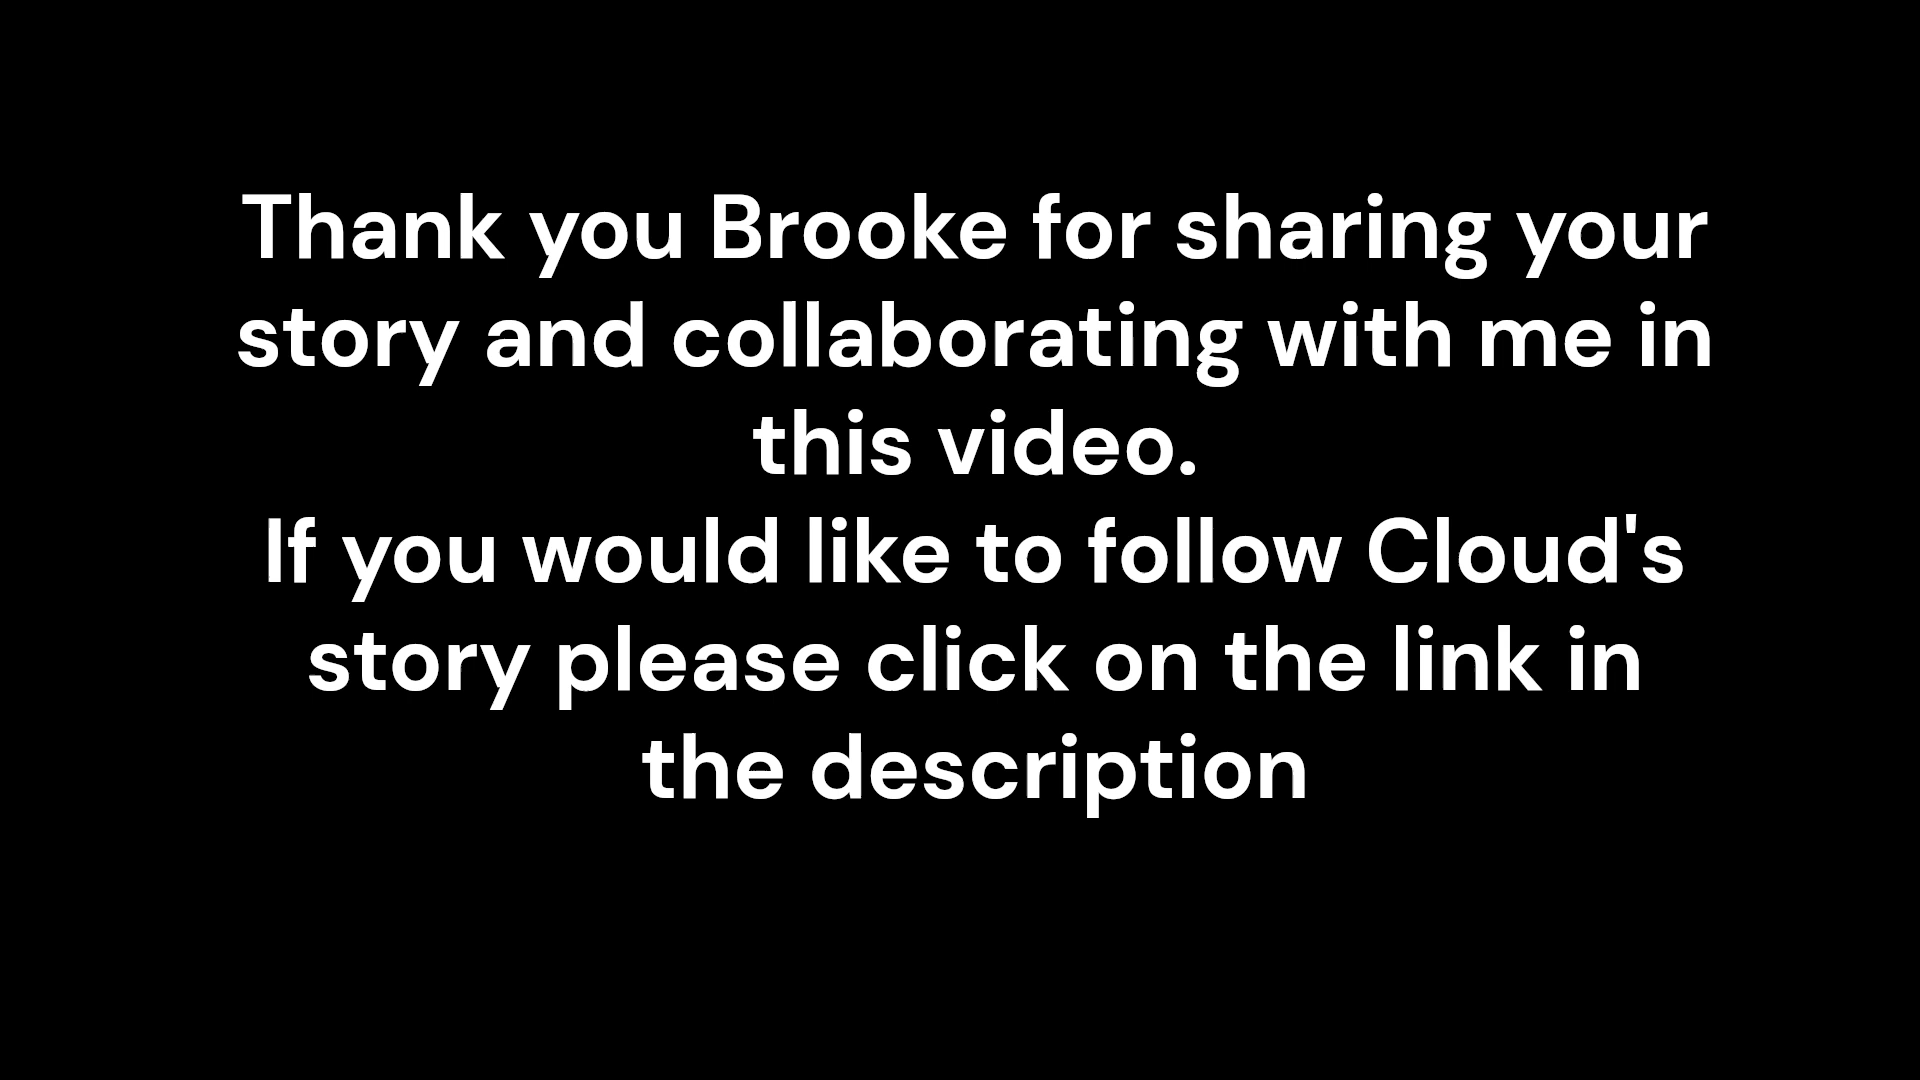 Thank you Brooke for sharing your
story and collaborating with me in
this video.
If you would like to follow Cloud's
story please click on the link in
the description